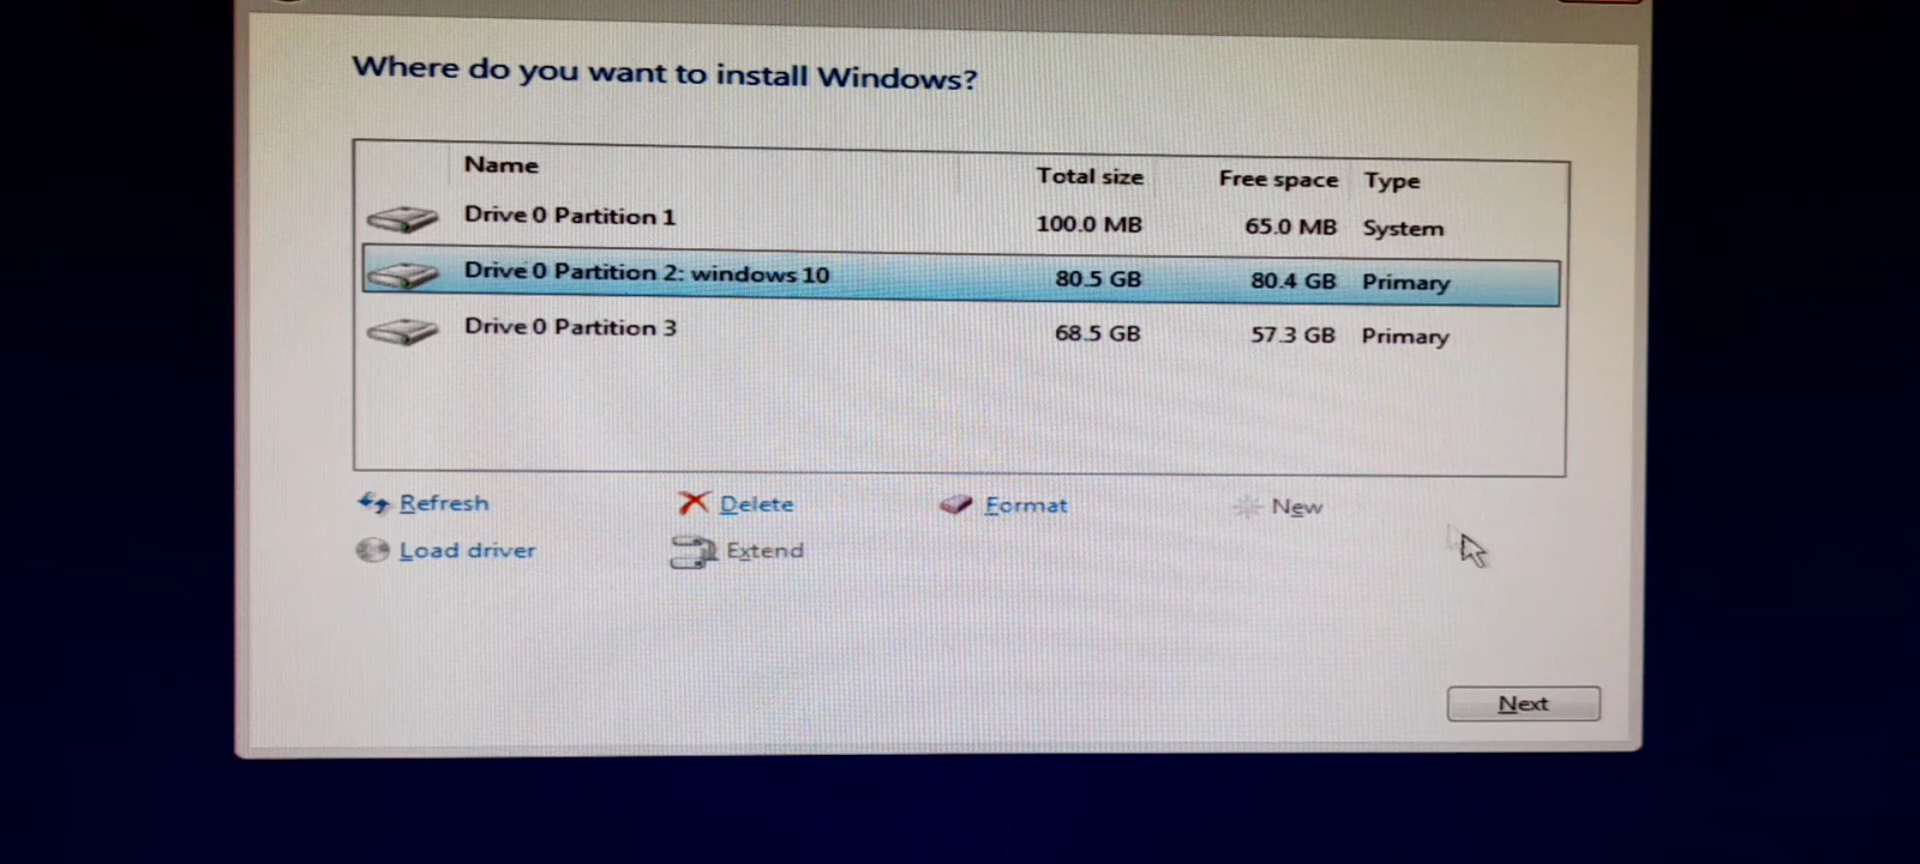 Where do you want to install Windows?
Name Total size Free space Type
Drive 0 Partition 1 100.0 MB 65.0 MB System
Drive 0 Partition 2: windows 10 80.5 GB 80.4 GB Primary
Drive 0 Partition 3 68.5 GB 57.3 GB Primary
Refresh Delete Format New
Load driver Extend
Next